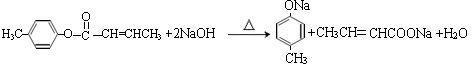 O
ONa
H₃C-
-O-C-CH=CHCH₃+2NaOH △ +CH₃CH=CHCOONa+H₂O
CH₃